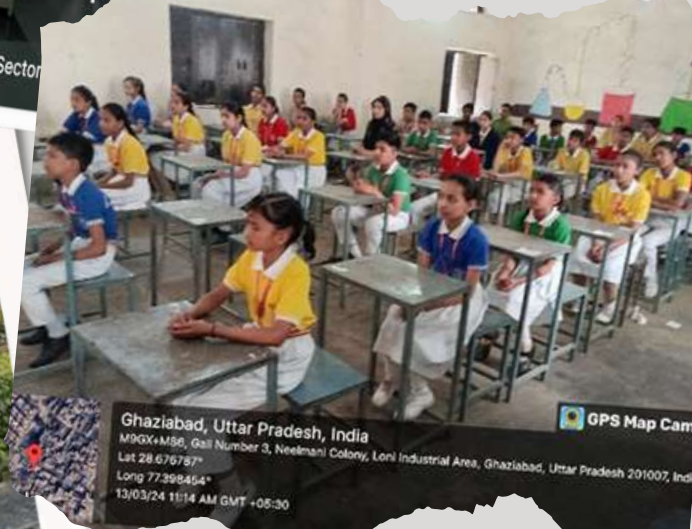 Sector
GPS Map Cam
Ghaziabad, Uttar Pradesh, India
M9GX+M86, Gali Number 3, Neelmani Colony, Loni Industrial Area, Ghaziabad, Uttar Pradesh 201007, Indi
Lat 28.676787°
Long 77.398464°
13/03/24 11:14 AM GMT +05:30